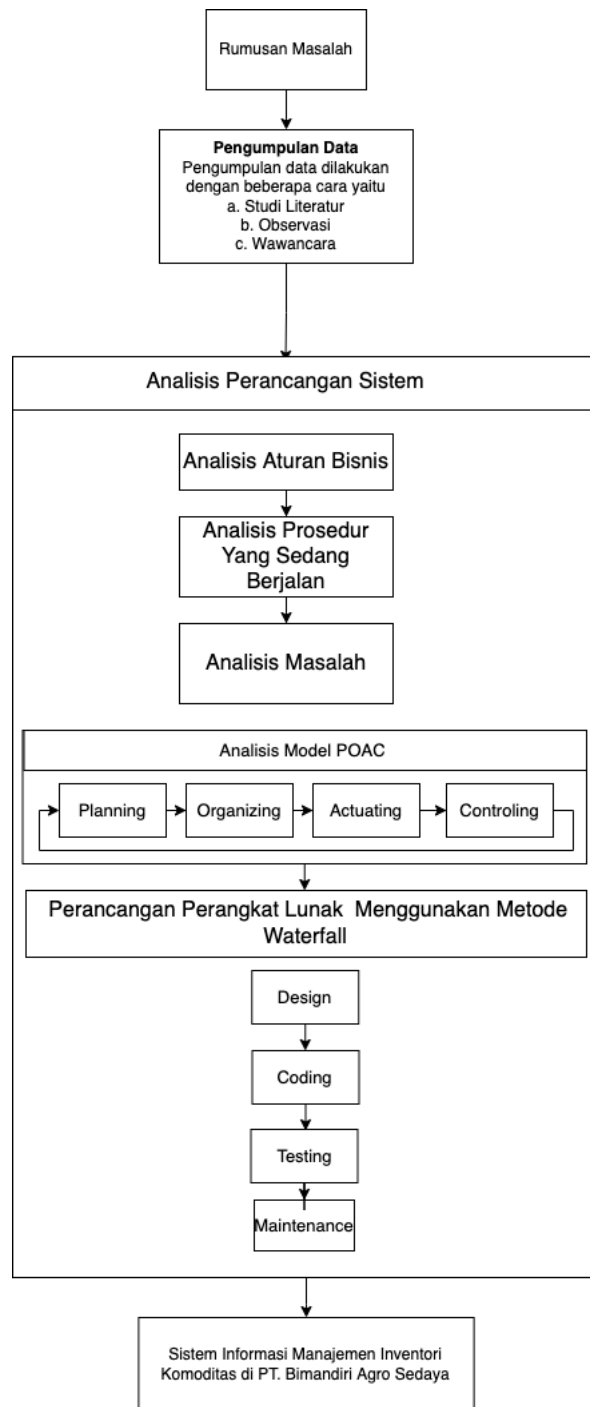 Rumusan Masalah
Pengumpulan Data
Pengumpulan data dilakukan
dengan beberapa cara yaitu
a. Studi Literatur
b. Observasi
c. Wawancara
Analisis Perancangan Sistem
Analisis Aturan Bisnis
Analisis Prosedur
Yang Sedang
Berjalan
Analisis Masalah
Analisis Model POAC
Planning
Organizing
Actuating
Controling
Perancangan Perangkat Lunak Menggunakan Metode
Waterfall
Design
Coding
Testing
Maintenance
Sistem Informasi Manajemen Inventori
Komoditas di PT. Bimandiri Agro Sedaya